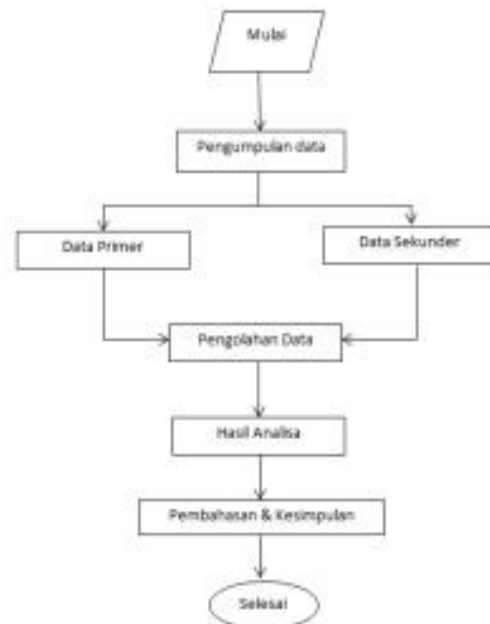 Mulai
Pengumpulan data
Data Primer
Data Sekunder
Pengolahan Data
Hasil Analisa
Pembahasan & Kesimpulan
Selesai